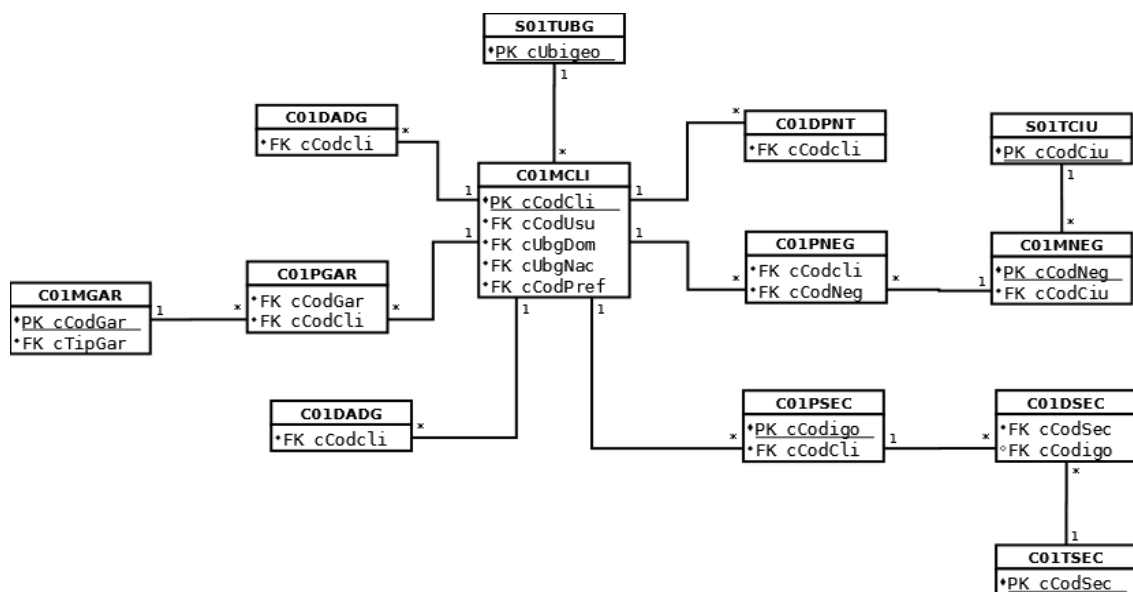 S01TUBG
PK cUbigeo
1
*
C01DADG
FK cCodcli
*
1
C01DPNT
FK cCodcli
*
1
S01TCIU
PK cCodCiu
1
*
C01MCLI
PK cCodCli
FK cCodUsu
FK cUbgDom
FK cUbgNac
FK cCodPref
1
1
1
1
C01PNEG
FK cCodcli
FK cCodNeg
*
*
1
C01MNEG
PK cCodNeg
FK cCodCiu
C01PGAR
FK cCodGar
FK cCodCli
*
*
C01MGAR
PK cCodGar
FK cTipGar
1
C01DADG
FK cCodcli
*
C01PSEC
PK cCodigo
FK cCodCli
*
1
C01DSEC
FK cCodSec
FK cCodigo
*
*
1
C01TSEC
PK cCodSec